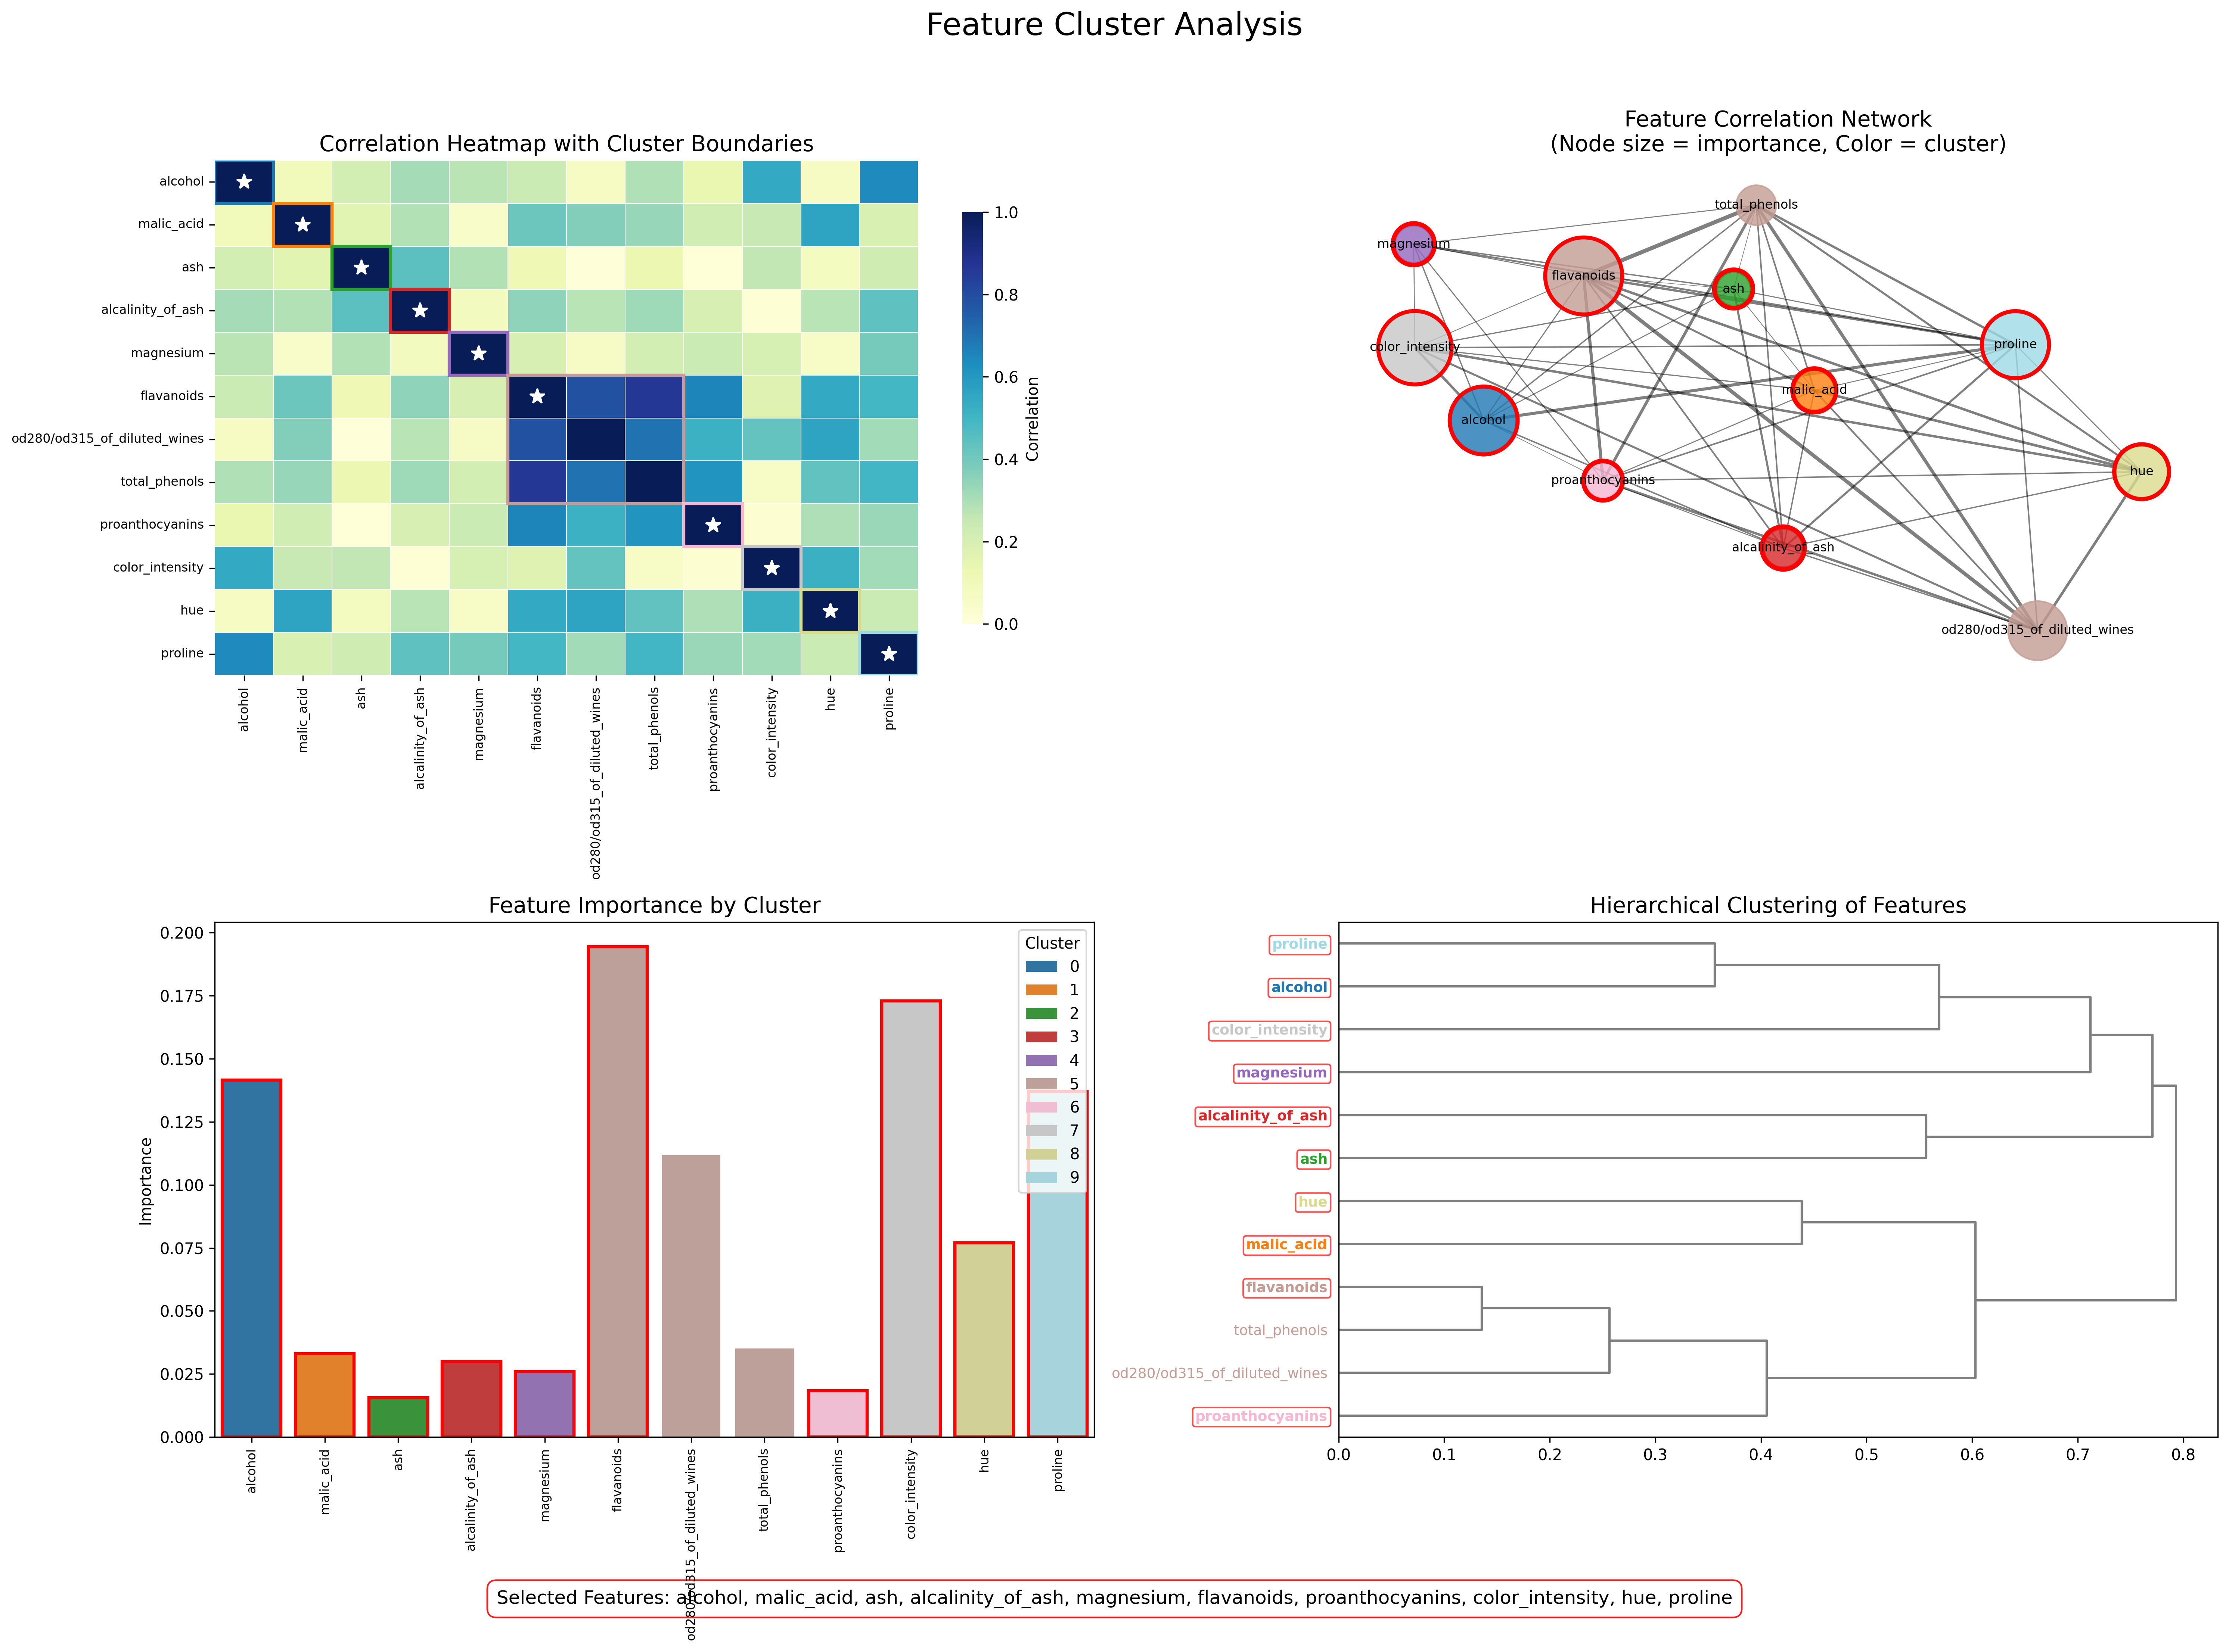 Feature Cluster Analysis
Correlation Heatmap with Cluster Boundaries
alcohol
malic_acid
ash
alcalinity_of_ash
magnesium
flavanoids
od280/od315_of_diluted_wines
total_phenols
proanthocyanins
color_intensity
hue
proline
alcohol
malic_acid
ash
alcalinity_of_ash
magnesium
flavanoids
od280/od315_of_diluted_wines
total_phenols
proanthocyanins
color_intensity
hue
proline
1.0
0.8
0.6
0.4
0.2
0.0
Correlation
Feature Correlation Network
(Node size = importance, Color = cluster)
total_phenols
magnesium
flavanoids
ash
color_intensity
proline
malic_acid
alcohol
hue
proanthocyanins
alcalinity_of_ash
od280/od315_of_diluted_wines
Feature Importance by Cluster
Importance
0.200
0.175
0.150
0.125
0.100
0.075
0.050
0.025
0.000
Cluster
0
1
2
3
4
5
6
7
8
9
alcohol
malic_acid
ash
alcalinity_of_ash
magnesium
flavanoids
od280/od315_of_diluted_wines
total_phenols
proanthocyanins
color_intensity
hue
proline
Hierarchical Clustering of Features
proline
alcohol
color_intensity
magnesium
alcalinity_of_ash
ash
hue
malic_acid
flavanoids
total_phenols
od280/od315_of_diluted_wines
proanthocyanins
0.0 0.1 0.2 0.3 0.4 0.5 0.6 0.7 0.8
Selected Features: alcohol, malic_acid, ash, alcalinity_of_ash, magnesium, flavanoids, proanthocyanins, color_intensity, hue, proline